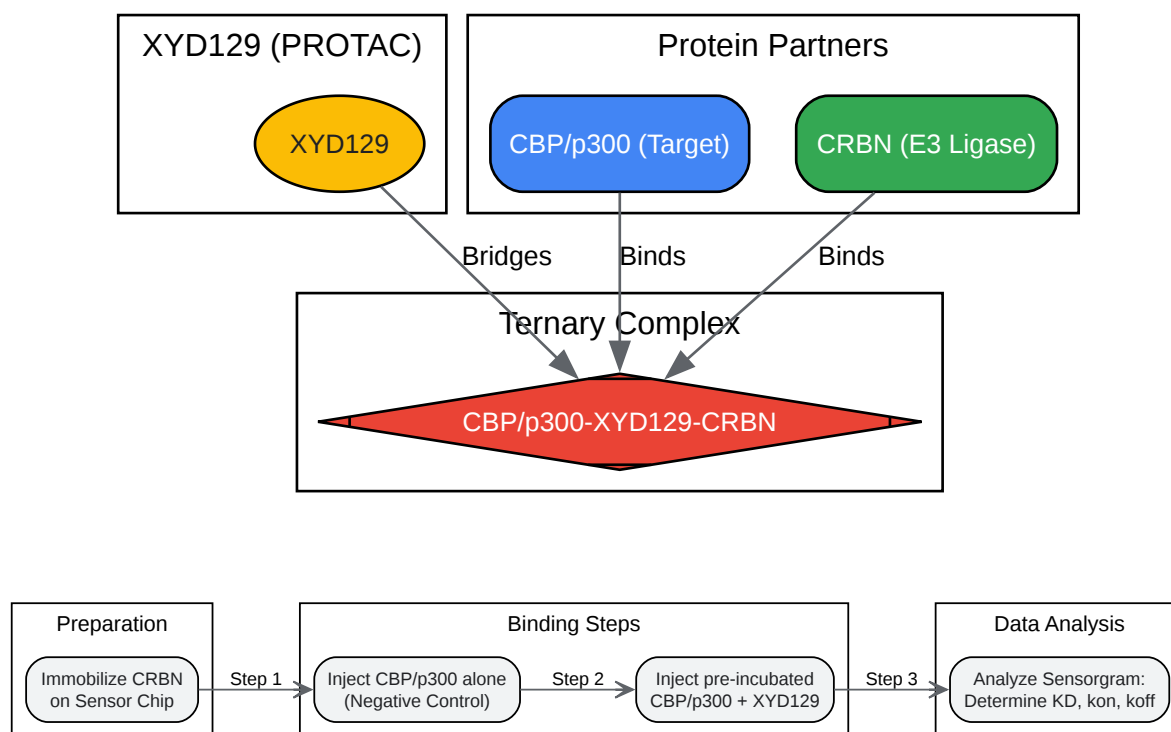 XYD129 (PROTAC)
Protein Partners
XYD129
CBP/p300 (Target)
CRBN (E3 Ligase)
Bridges
Binds
Binds
Ternary Complex
CBP/p300-XYD129-CRBN
Preparation
Binding Steps
Data Analysis
Immobilize CRBN
on Sensor Chip
Step 1
Inject CBP/p300 alone
(Negative Control)
Step 2
Inject pre-incubated
CBP/p300 + XYD129
Step 3
Analyze Sensorgram:
Determine KD, kon, koff